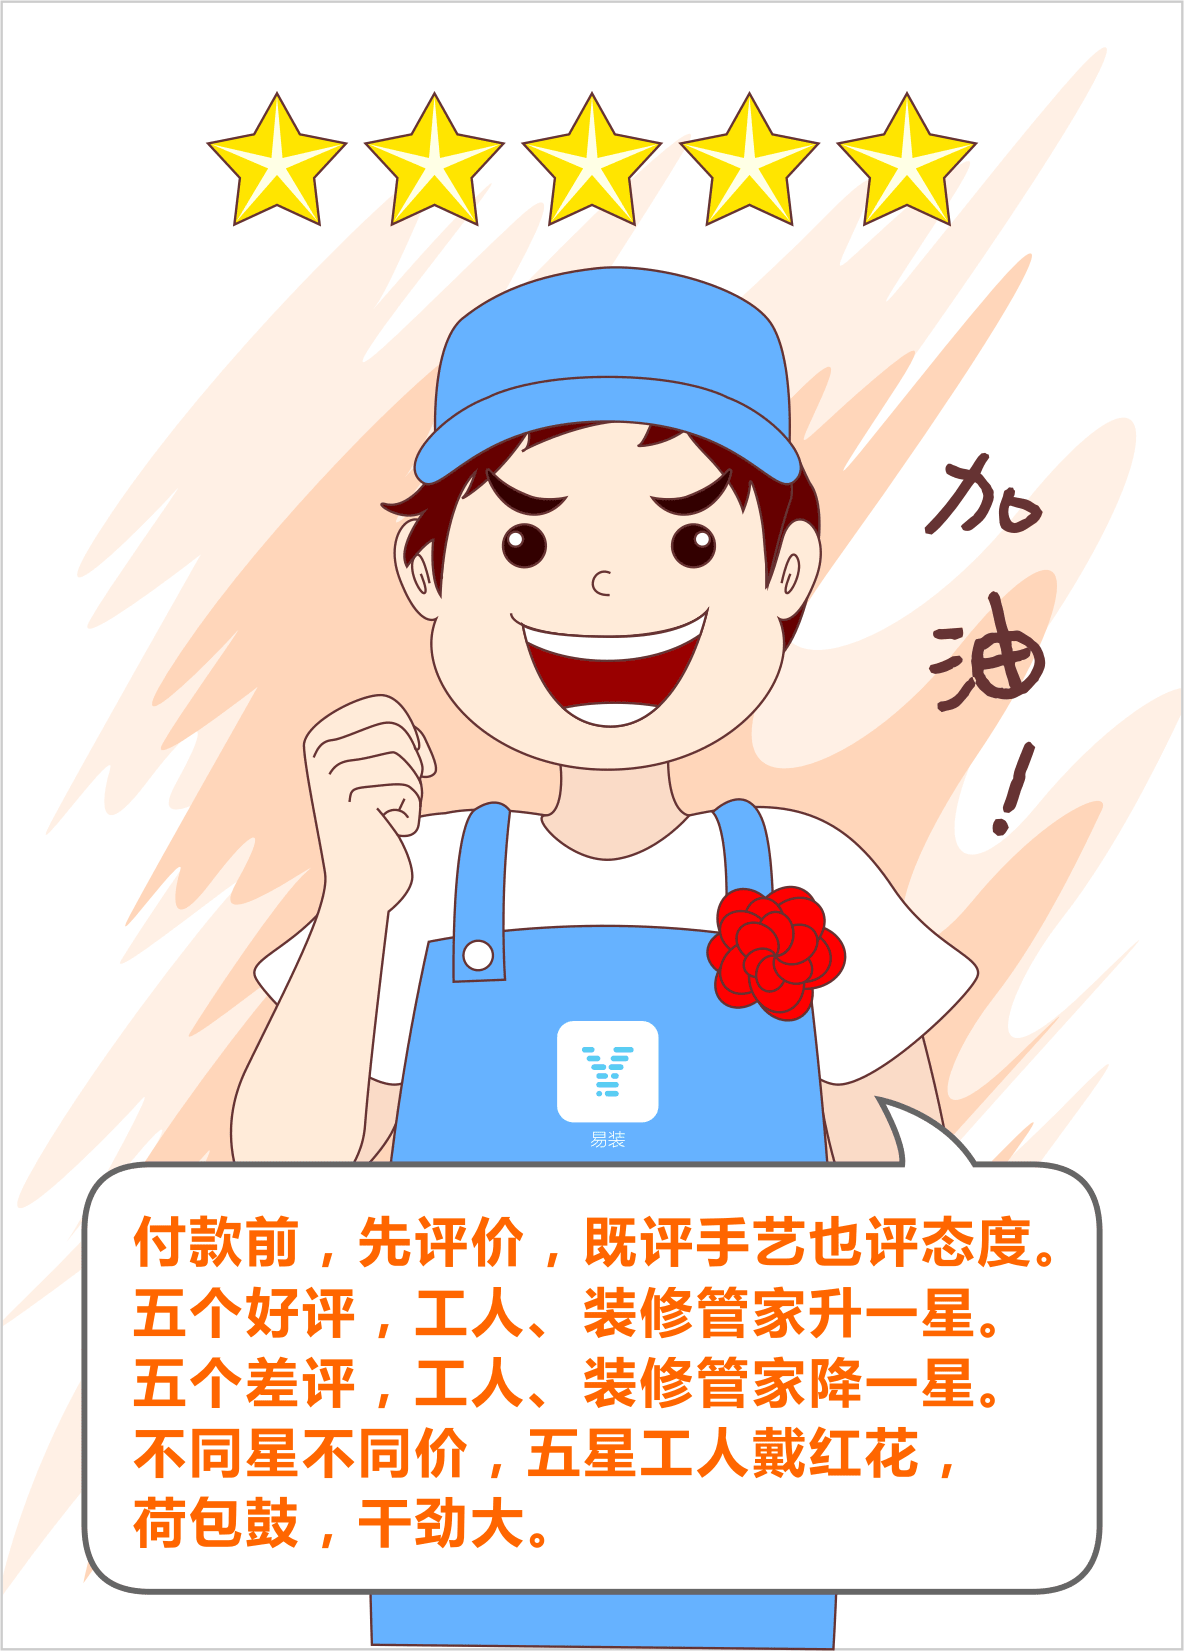 加
油
！
易装
付款前，先评价，既评手艺也评态度。
五个好评，工人、装修管家升一星。
五个差评，工人、装修管家降一星。
不同星不同价，五星工人戴红花，
荷包鼓，干劲大。